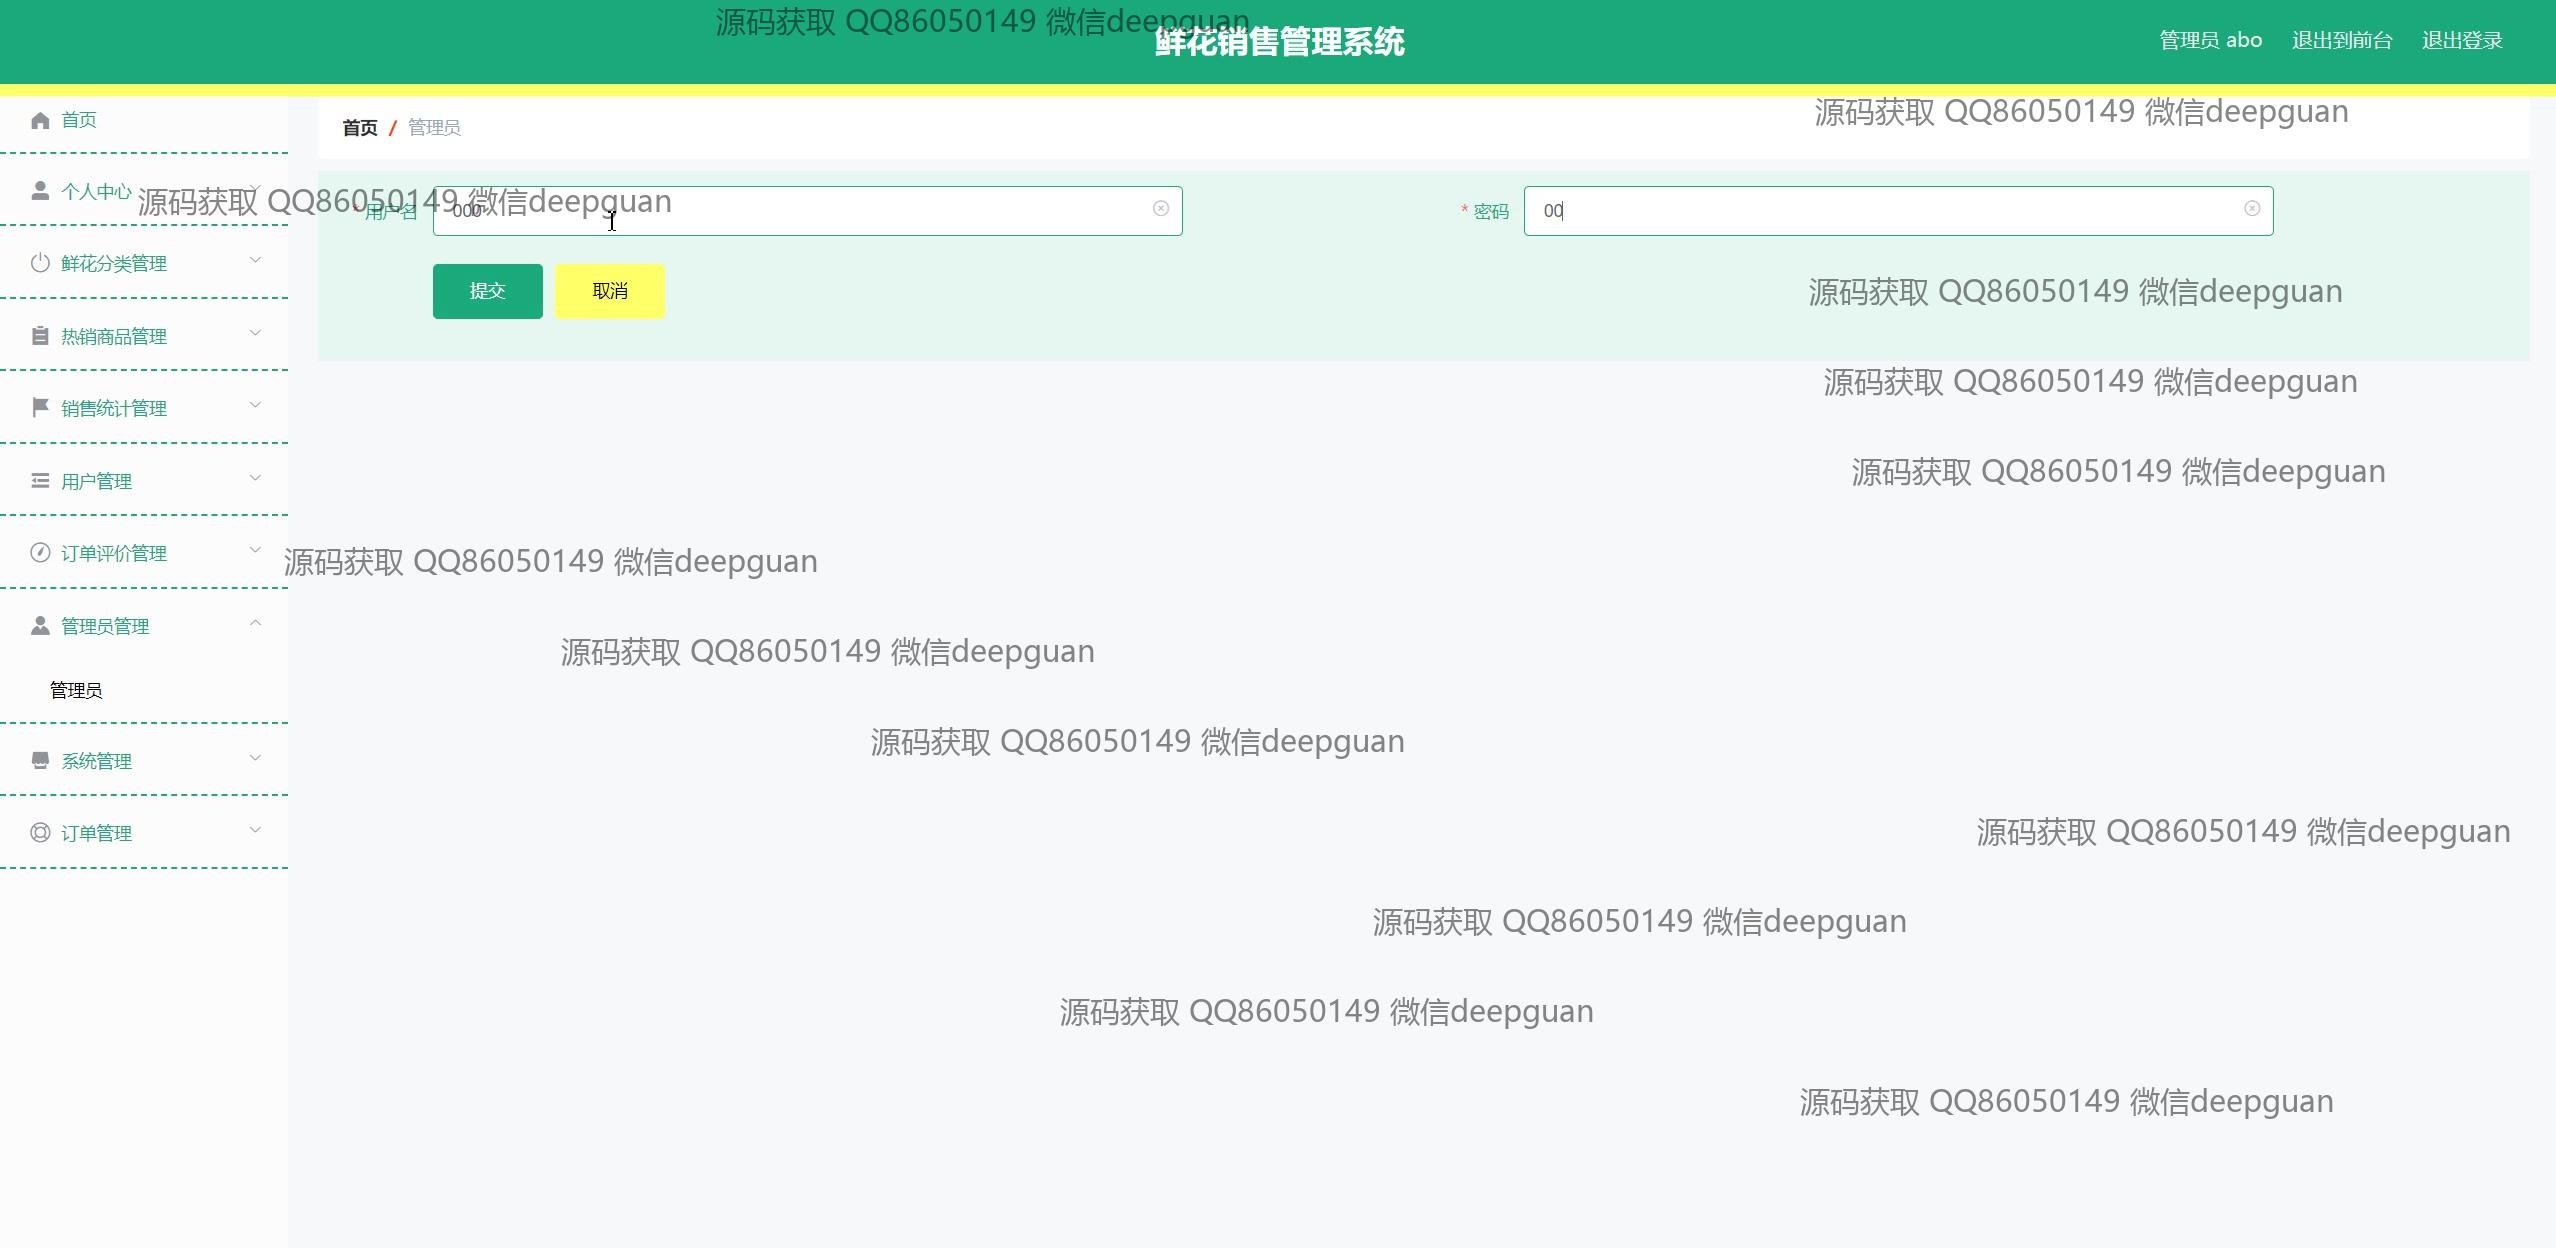 源码获取 QQ86050149 微信deepguan
鲜花销售管理系统
管理员 abo
退出到前台
退出登录
首页
首页 / 管理员
源码获取 QQ86050149 微信deepguan
个人中心
源码获取 QQ86050149 微信deepguan
* 用户名
000
* 密码
00
鲜花分类管理
提交
取消
源码获取 QQ86050149 微信deepguan
热销商品管理
源码获取 QQ86050149 微信deepguan
销售统计管理
源码获取 QQ86050149 微信deepguan
用户管理
订单评价管理
源码获取 QQ86050149 微信deepguan
管理员管理
源码获取 QQ86050149 微信deepguan
管理员
源码获取 QQ86050149 微信deepguan
系统管理
订单管理
源码获取 QQ86050149 微信deepguan
源码获取 QQ86050149 微信deepguan
源码获取 QQ86050149 微信deepguan
源码获取 QQ86050149 微信deepguan